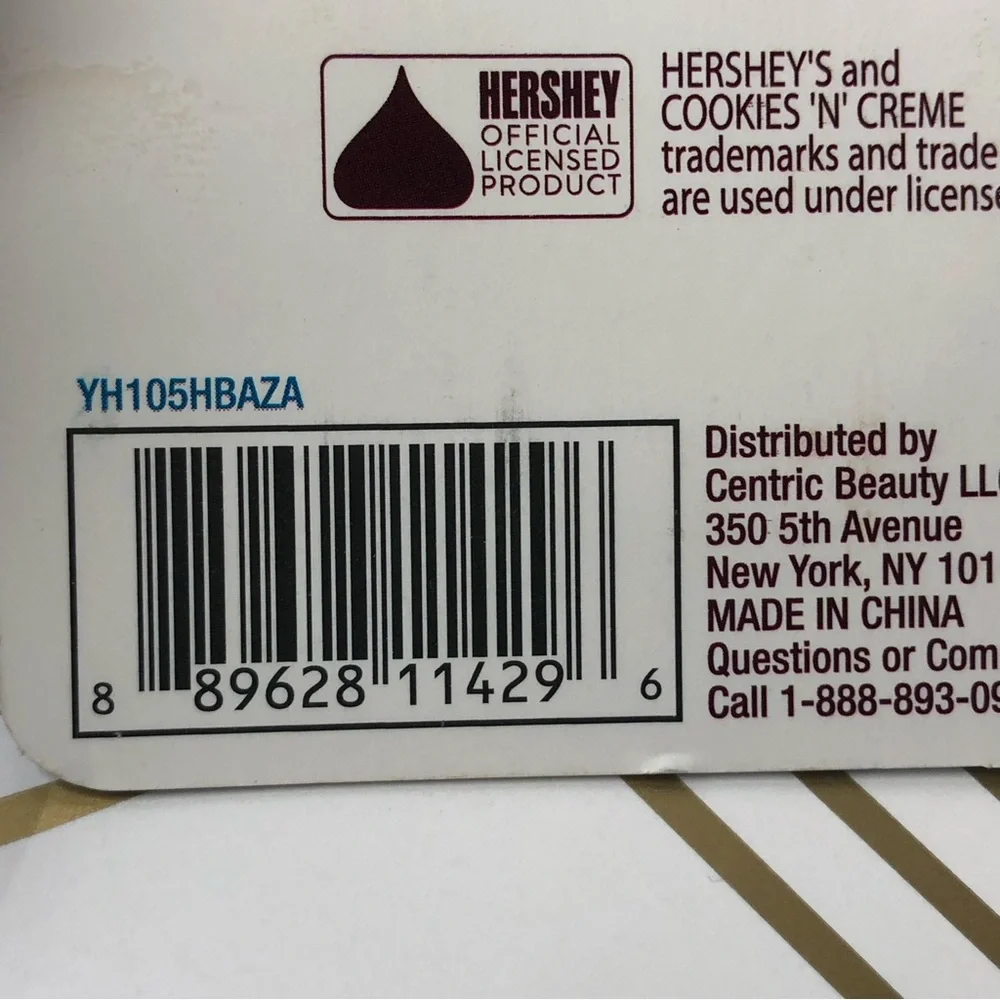 HERSHEY
OFFICIAL
LICENSED
PRODUCT
HERSHEY'S and
COOKIES 'N' CREME
trademarks and trade
are used under license
YH105HBAZA
8 89628 11429 6
Distributed by
Centric Beauty LLC
350 5th Avenue
New York, NY 101
MADE IN CHINA
Questions or Com
Call 1-888-893-09